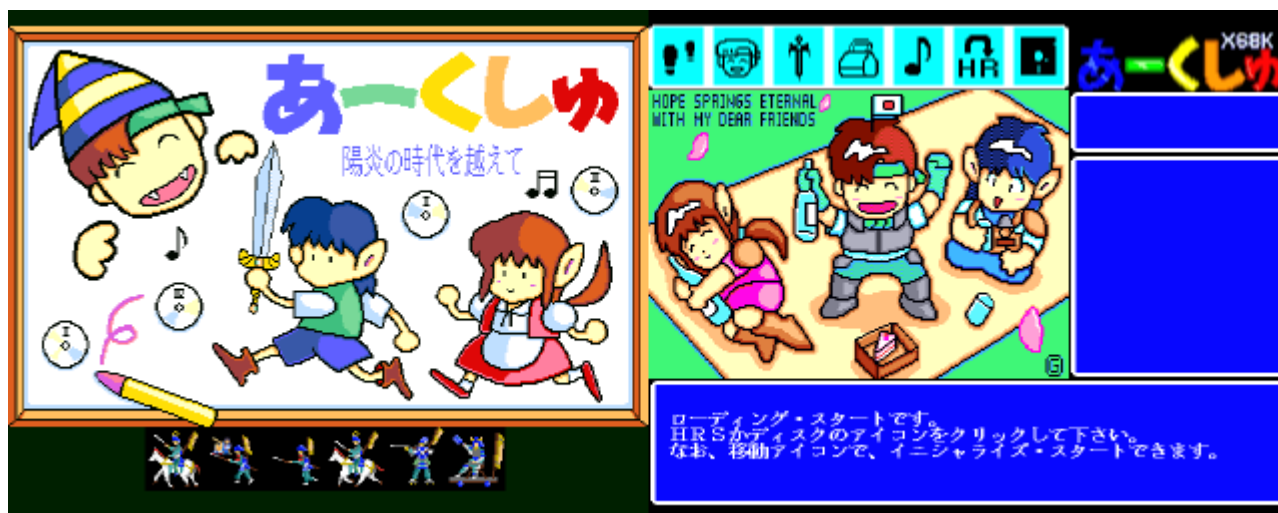 あーくしゅ
陽炎の時代を越えて
I
II
I
III
HR
X68K
あーくしゅ
HOPE SPRINGS ETERNAL
WITH MY DEAR FRIENDS
G
ローディング・スタートです。
HRSかディスクのアイコンをクリックして下さい。
なお、移動アイコンで、イニシャライズ・スタートできます。